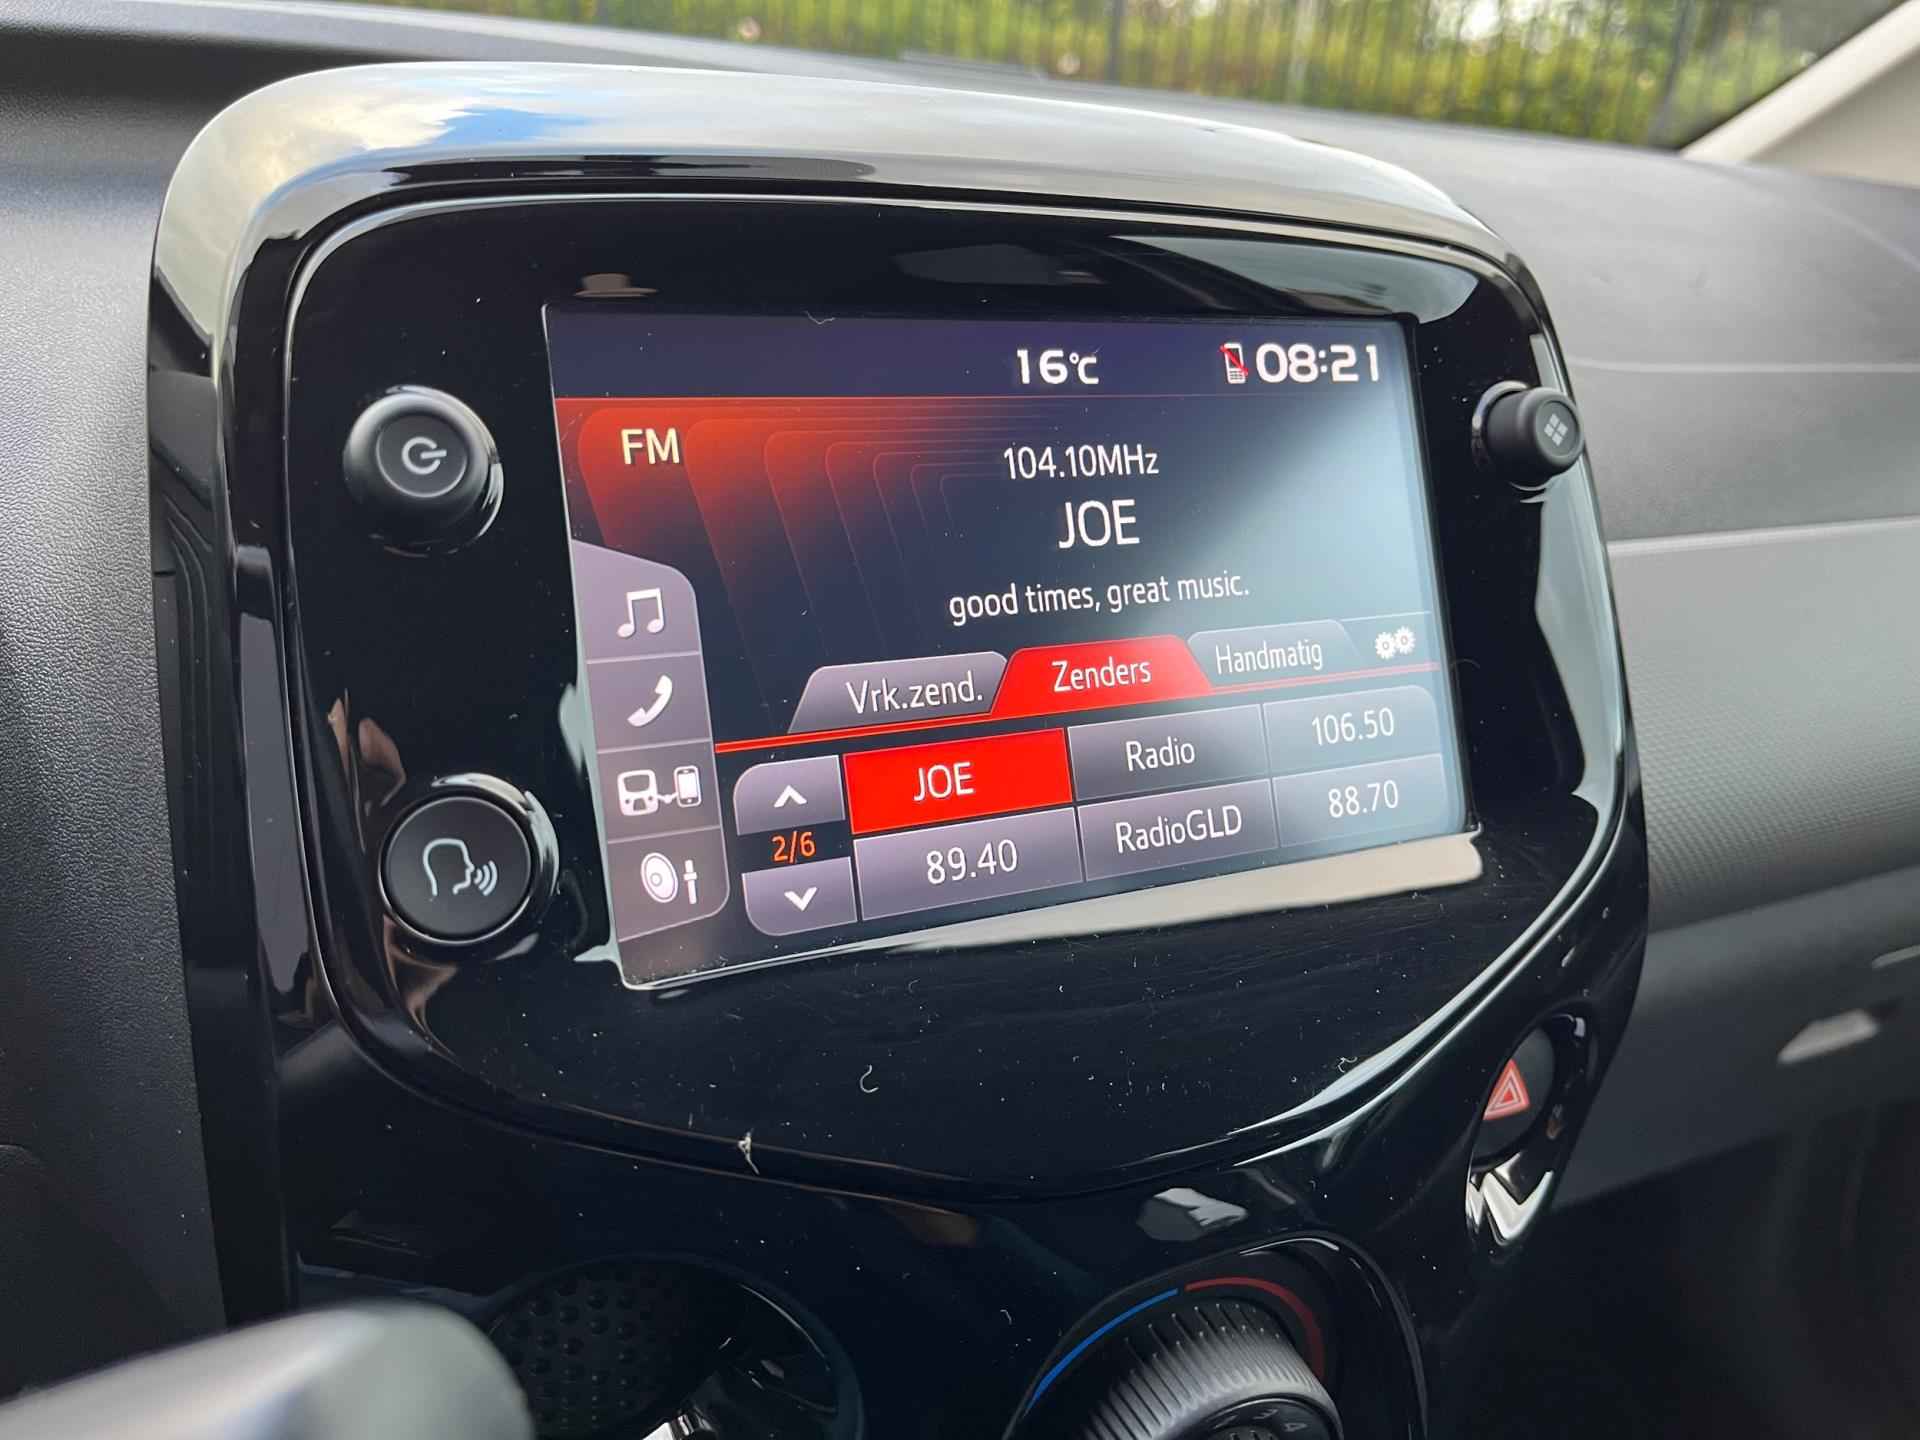 16℃ 08:21
FM
104.10MHz
JOE
good times, great music.
Vrk.zend. Zenders Handmatig
JOE Radio 106.50
2/6
89.40 RadioGLD 88.70
4